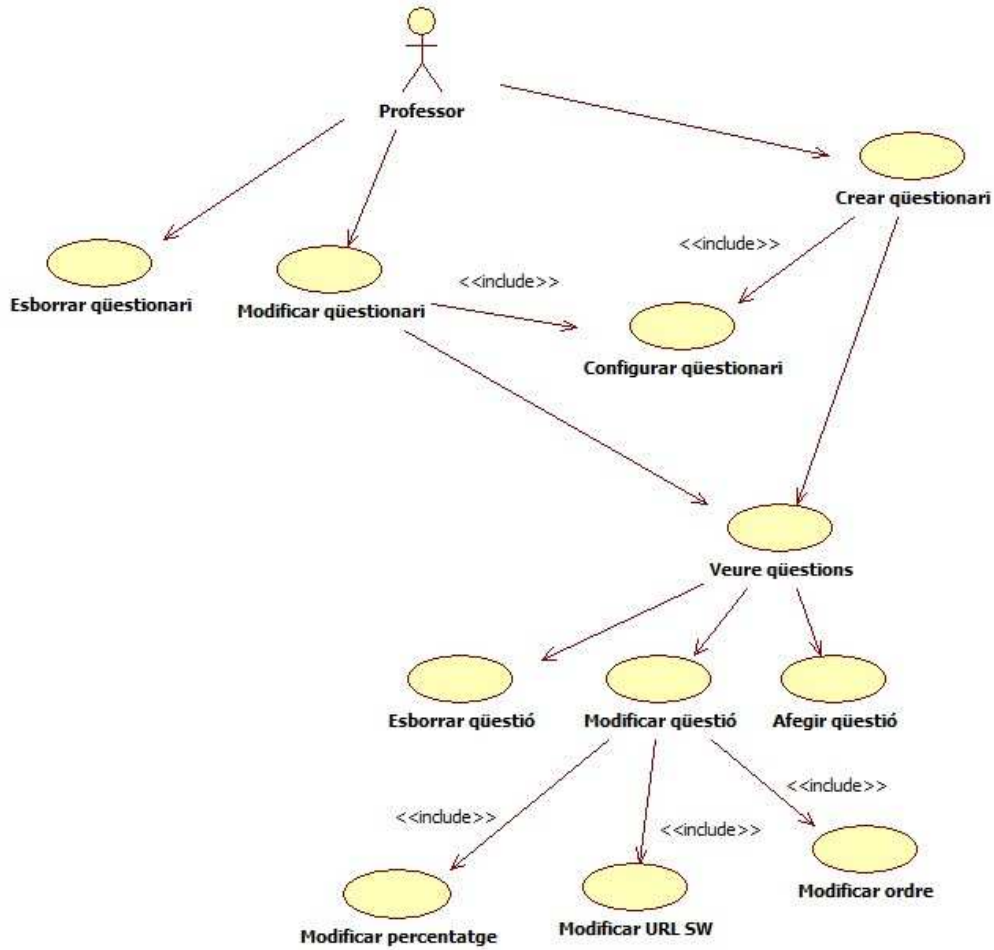 Professor
Crear qüestionari
<<include>>
<<include>>
Esborrar qüestionari
Modificar qüestionari
Configurar qüestionari
Veure qüestions
Esborrar qüestió
Modificar qüestió
Afegir qüestió
<<include>>
<<include>>
<<include>>
Modificar ordre
Modificar percentatge
Modificar URL SW